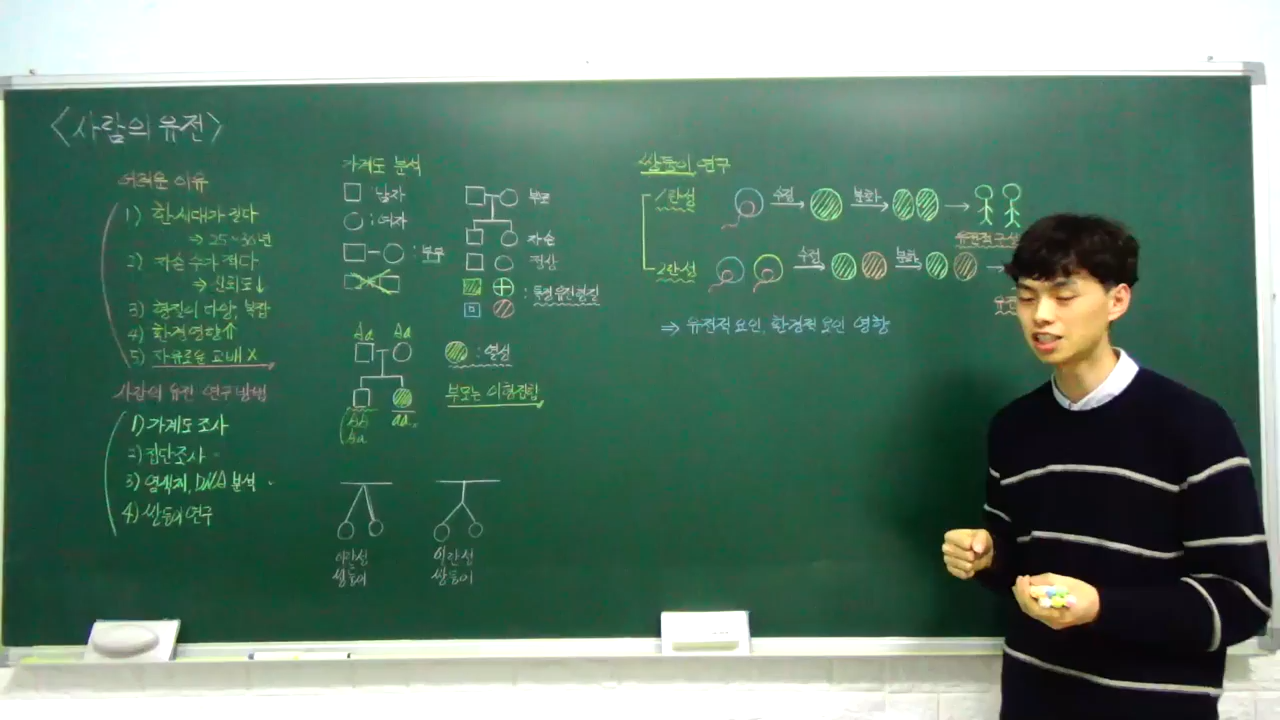 <사람의 유전>
어려운 이유
1) 한 세대가 길다
⇒ 25~30년
2) 자손 수가 적다
⇒ 신뢰도↓
3) 형질이 다양, 복잡
4) 환경영향↑
5) 자유로운 교배 X
사람의 유전 연구 방법
1) 가계도 조사
2) 집단조사
3) 염색체, DNA 분석
4) 쌍둥이 연구
가계도 분석
: 남자
: 여자
: 부부
부모
자손
: 정상
: 특정유전형질
Aa Aa
: 열성
부모는 이형접합
AA
Aa
aa
이란성
쌍둥이
일란성
쌍둥이
쌍둥이 연구
1란성
수정
분화
유전적구성
2란성
수정
분화
⇒ 유전적 요인, 환경적 요인 영향